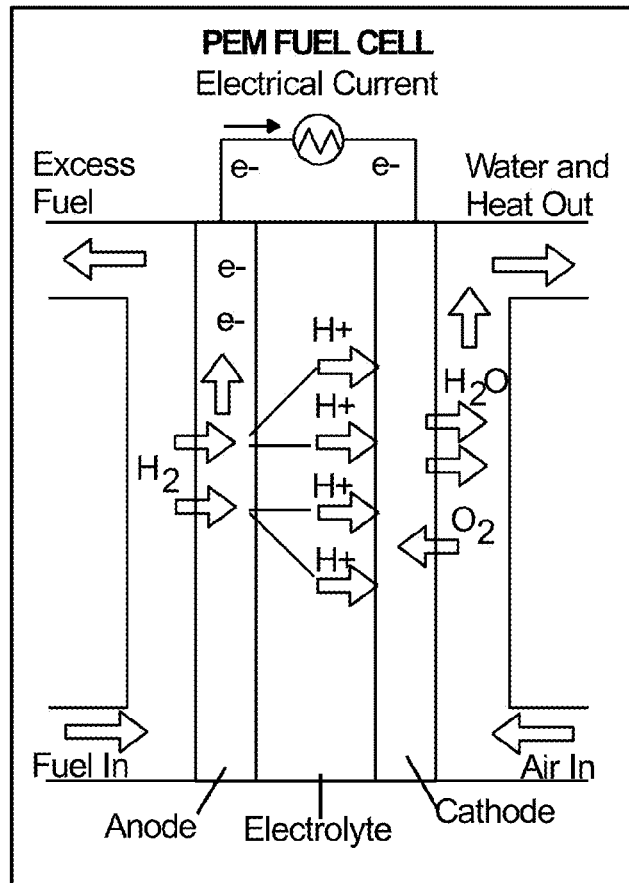 PEM FUEL CELL
Electrical Current
e-
e-
Excess
Fuel
Water and
Heat Out
e-
e-
H+
H+
H+
H+
H2
H2O
O2
Fuel In
Air In
Anode
Electrolyte
Cathode